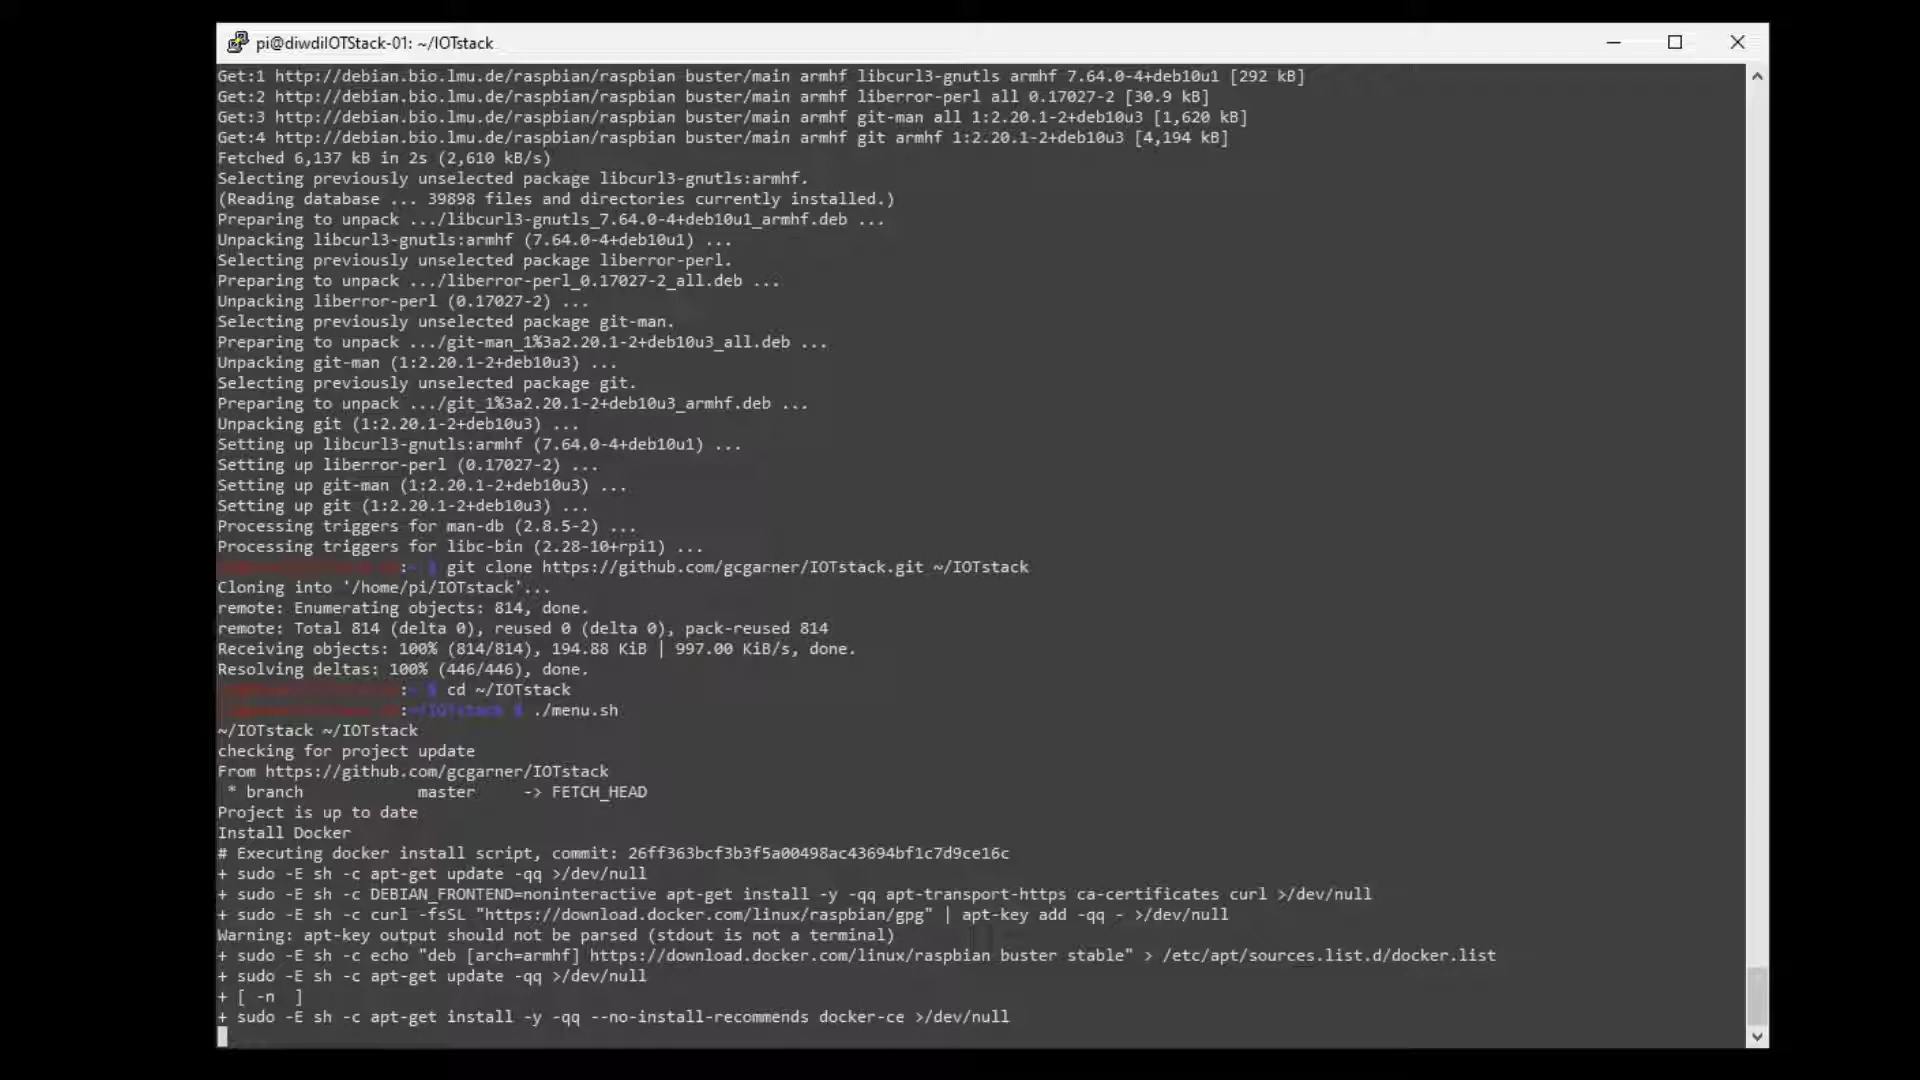 pi@diwdiIOTStack-01: ~/IOTstack
Get:1 http://debian.bio.lmu.de/raspbian/raspbian buster/main armhf libcurl3-gnutls armhf 7.64.0-4+deb10u1 [292 kB]
Get:2 http://debian.bio.lmu.de/raspbian/raspbian buster/main armhf liberror-perl all 0.17027-2 [30.9 kB]
Get:3 http://debian.bio.lmu.de/raspbian/raspbian buster/main armhf git-man all 1:2.20.1-2+deb10u3 [1,620 kB]
Get:4 http://debian.bio.lmu.de/raspbian/raspbian buster/main armhf git armhf 1:2.20.1-2+deb10u3 [4,194 kB]
Fetched 6,137 kB in 2s (2,610 kB/s)
Selecting previously unselected package libcurl3-gnutls:armhf.
(Reading database ... 39898 files and directories currently installed.)
Preparing to unpack .../libcurl3-gnutls_7.64.0-4+deb10u1_armhf.deb ...
Unpacking libcurl3-gnutls:armhf (7.64.0-4+deb10u1) ...
Selecting previously unselected package liberror-perl.
Preparing to unpack .../liberror-perl_0.17027-2_all.deb ...
Unpacking liberror-perl (0.17027-2) ...
Selecting previously unselected package git-man.
Preparing to unpack .../git-man_1%3a2.20.1-2+deb10u3_all.deb ...
Unpacking git-man (1:2.20.1-2+deb10u3) ...
Selecting previously unselected package git.
Preparing to unpack .../git_1%3a2.20.1-2+deb10u3_armhf.deb ...
Unpacking git (1:2.20.1-2+deb10u3) ...
Setting up libcurl3-gnutls:armhf (7.64.0-4+deb10u1) ...
Setting up liberror-perl (0.17027-2) ...
Setting up git-man (1:2.20.1-2+deb10u3) ...
Setting up git (1:2.20.1-2+deb10u3) ...
Processing triggers for man-db (2.8.5-2) ...
Processing triggers for libc-bin (2.28-10+rpi1) ...
:~ $ git clone https://github.com/gcgarner/IOTstack.git ~/IOTstack
Cloning into '/home/pi/IOTstack'...
remote: Enumerating objects: 814, done.
remote: Total 814 (delta 0), reused 0 (delta 0), pack-reused 814
Receiving objects: 100% (814/814), 194.88 KiB | 997.00 KiB/s, done.
Resolving deltas: 100% (446/446), done.
:~ $ cd ~/IOTstack
:~/IOTstack $ ./menu.sh
~/IOTstack ~/IOTstack
checking for project update
From https://github.com/gcgarner/IOTstack
* branch master -> FETCH_HEAD
Project is up to date
Install Docker
# Executing docker install script, commit: 26ff363bcf3b3f5a00498ac43694bf1c7d9ce16c
+ sudo -E sh -c apt-get update -qq >/dev/null
+ sudo -E sh -c DEBIAN_FRONTEND=noninteractive apt-get install -y -qq apt-transport-https ca-certificates curl >/dev/null
+ sudo -E sh -c curl -fsSL "https://download.docker.com/linux/raspbian/gpg" | apt-key add -qq - >/dev/null
Warning: apt-key output should not be parsed (stdout is not a terminal)
+ sudo -E sh -c echo "deb [arch=armhf] https://download.docker.com/linux/raspbian buster stable" > /etc/apt/sources.list.d/docker.list
+ sudo -E sh -c apt-get update -qq >/dev/null
+ [ -n ]
+ sudo -E sh -c apt-get install -y -qq --no-install-recommends docker-ce >/dev/null